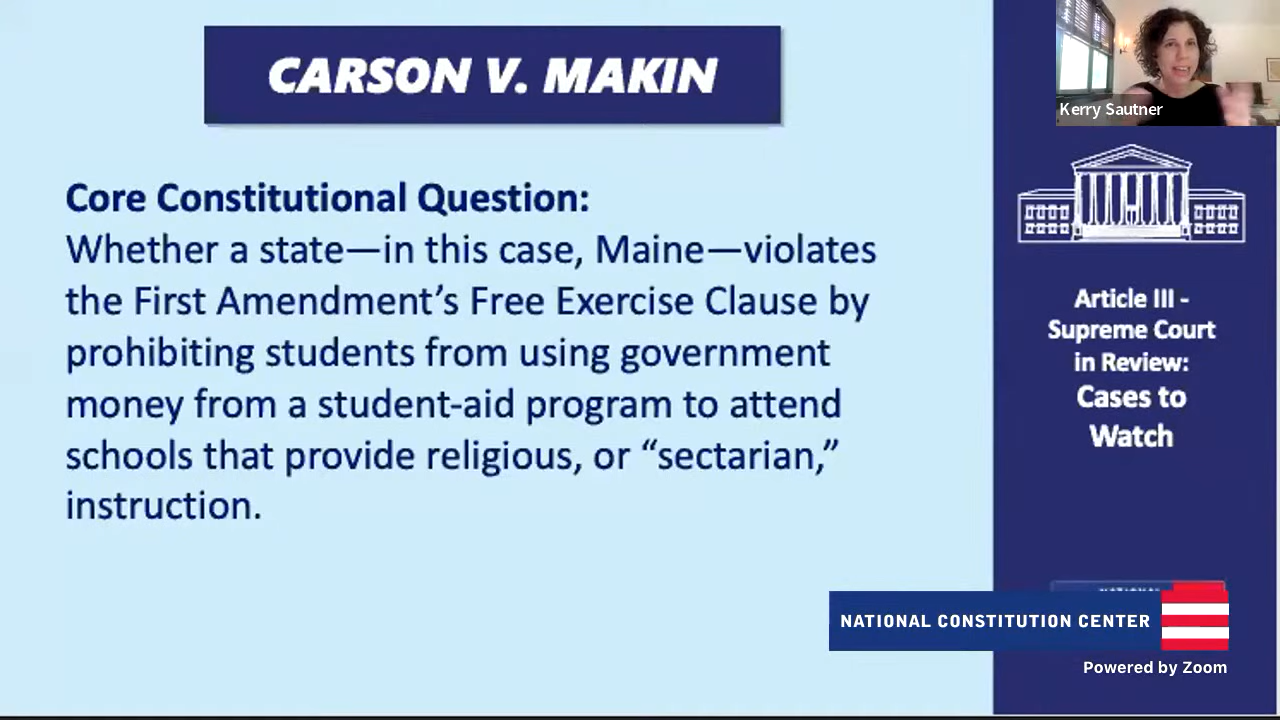 CARSON V. MAKIN
Core Constitutional Question:
Whether a state—in this case, Maine—violates
the First Amendment’s Free Exercise Clause by
prohibiting students from using government
money from a student-aid program to attend
schools that provide religious, or “sectarian,”
instruction.
Kerry Sautner
Article III -
Supreme Court
in Review:
Cases to
Watch
NATIONAL CONSTITUTION CENTER
Powered by Zoom